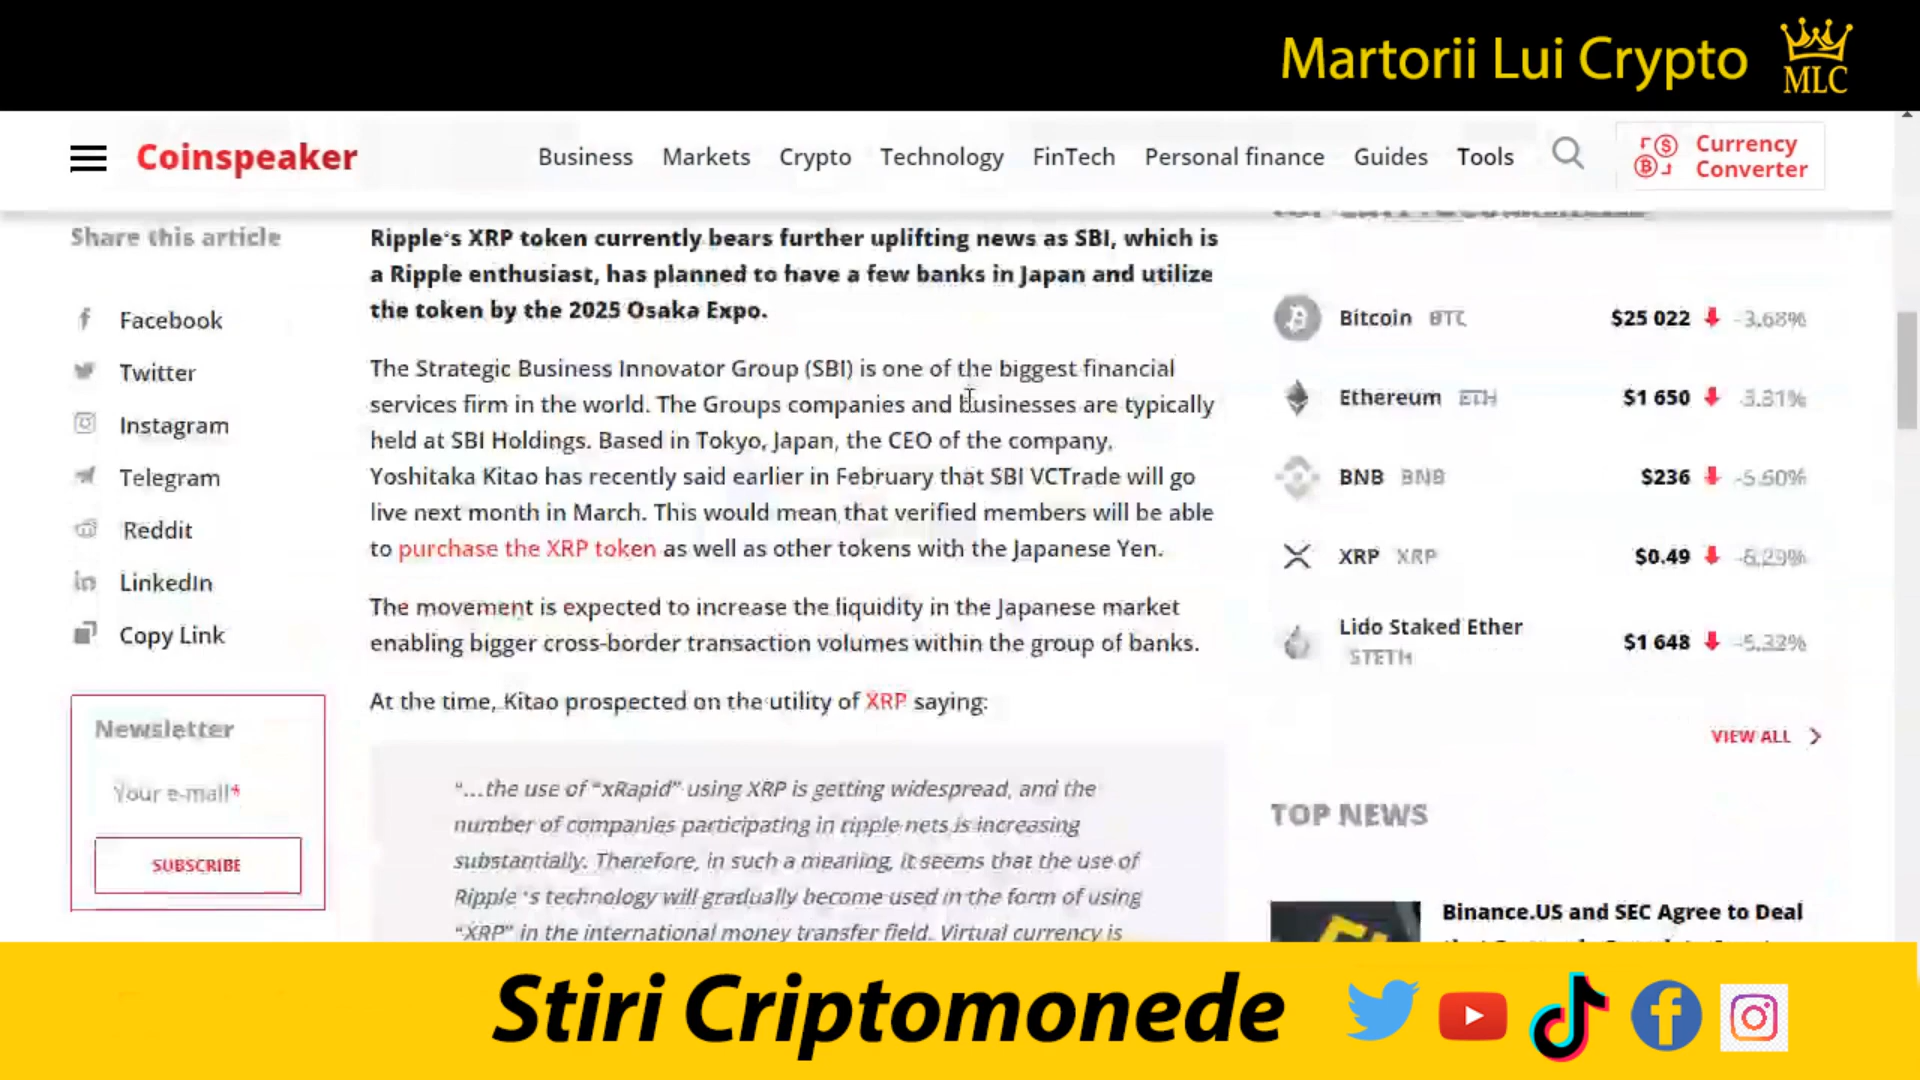 Martorii Lui Crypto
MLC
Coinspeaker
Business Markets Crypto Technology FinTech Personal finance Guides Tools
Currency
Converter
Share this article
Facebook
Twitter
Instagram
Telegram
Reddit
LinkedIn
Copy Link
Newsletter
Your e-mail*
SUBSCRIBE
Ripple's XRP token currently bears further uplifting news as SBI, which is
a Ripple enthusiast, has planned to have a few banks in Japan and utilize
the token by the 2025 Osaka Expo.
The Strategic Business Innovator Group (SBI) is one of the biggest financial
services firm in the world. The Groups companies and businesses are typically
held at SBI Holdings. Based in Tokyo, Japan, the CEO of the company,
Yoshitaka Kitao has recently said earlier in February that SBI VCTrade will go
live next month in March. This would mean that verified members will be able
to purchase the XRP token as well as other tokens with the Japanese Yen.
The movement is expected to increase the liquidity in the Japanese market
enabling bigger cross-border transaction volumes within the group of banks.
At the time, Kitao prospected on the utility of XRP saying:
"...the use of "xRapid" using XRP is getting widespread, and the
number of companies participating in ripple nets is increasing
substantially. Therefore, in such a meaning, it seems that the use of
Ripple 's technology will gradually become used in the form of using
"XRP" in the international money transfer field. Virtual currency is
Bitcoin BTC $25 022 -3.68%
Ethereum ETH $1 650 -3.31%
BNB BNB $236 -5.60%
XRP XRP $0.49 -6.29%
Lido Staked Ether
STETH $1 648 -5.32%
VIEW ALL
TOP NEWS
Binance.US and SEC Agree to Deal
Stiri Criptomonede